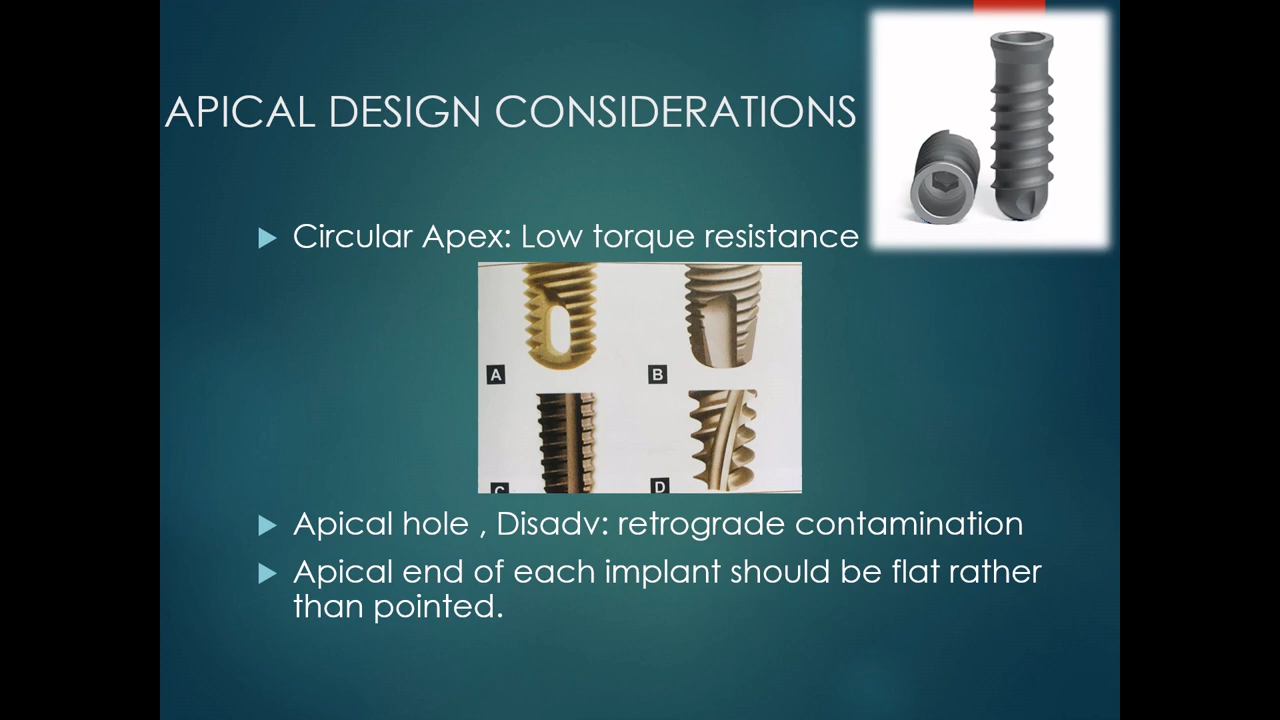 APICAL DESIGN CONSIDERATIONS
Circular Apex: Low torque resistance
A
B
C
D
Apical hole , Disadv: retrograde contamination
Apical end of each implant should be flat rather
than pointed.